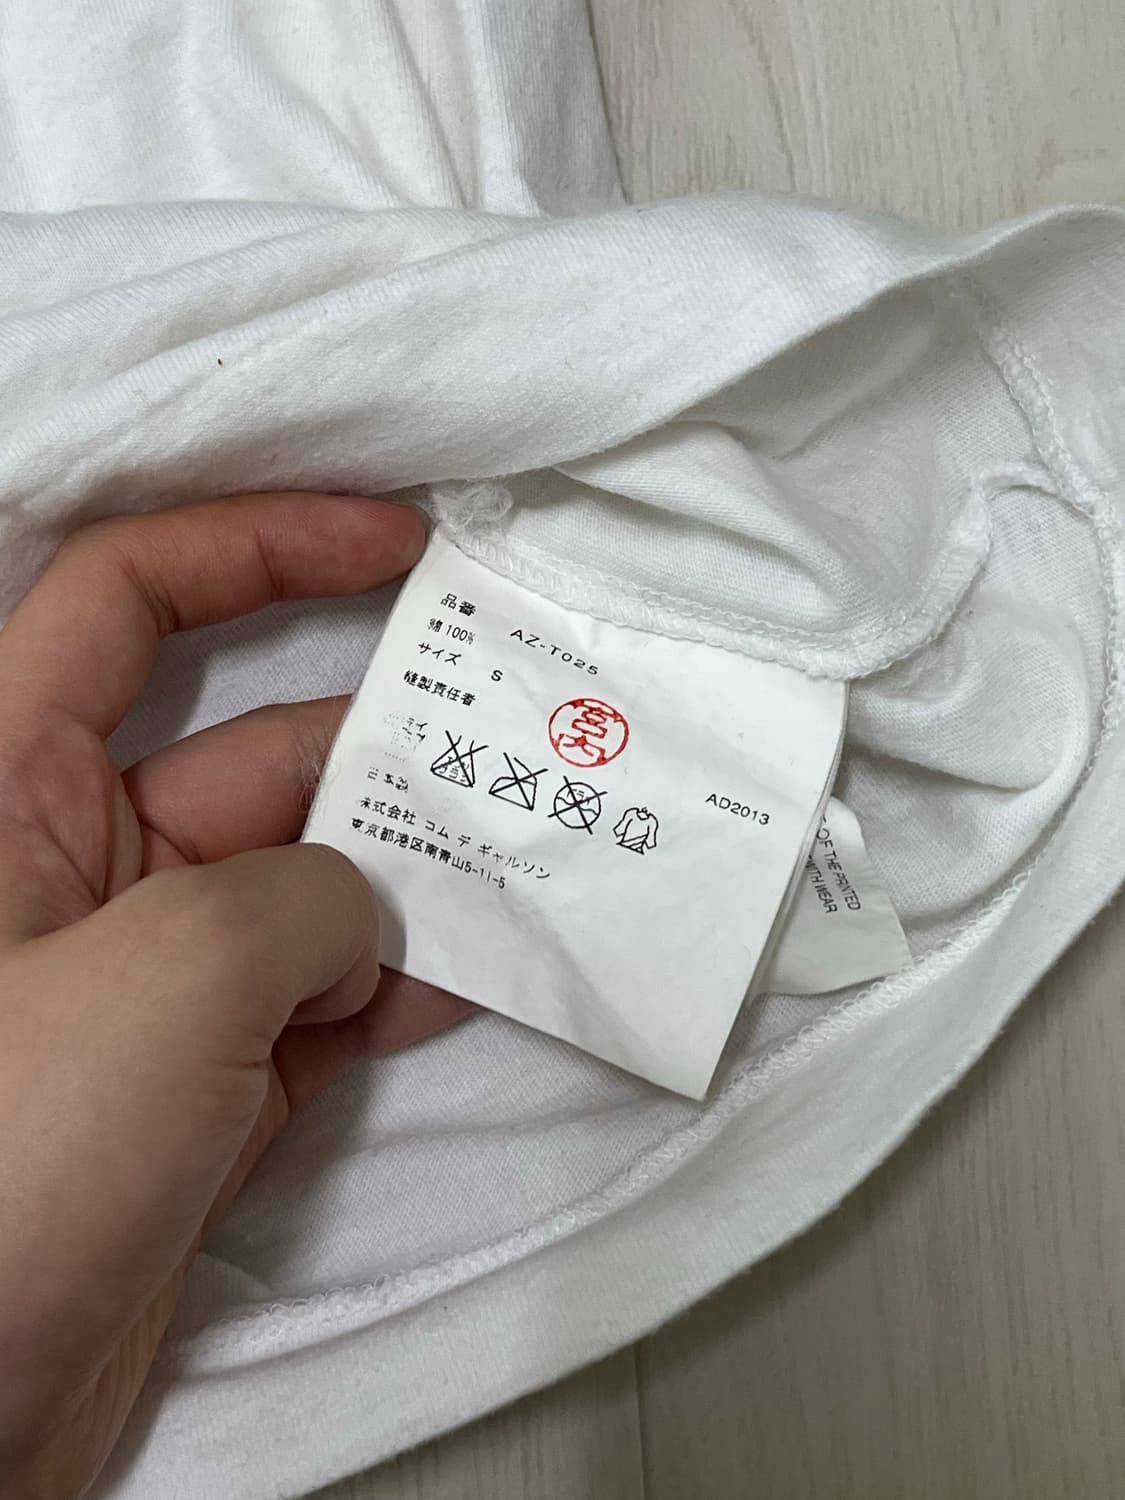 品番 AZ-T025
綿 100%
サイズ S
縫製責任者
日本製
AD2013
株式会社 コム デ ギャルソン
東京都港区南青山5-11-5
OF THE PRINTED
WITH WEAR